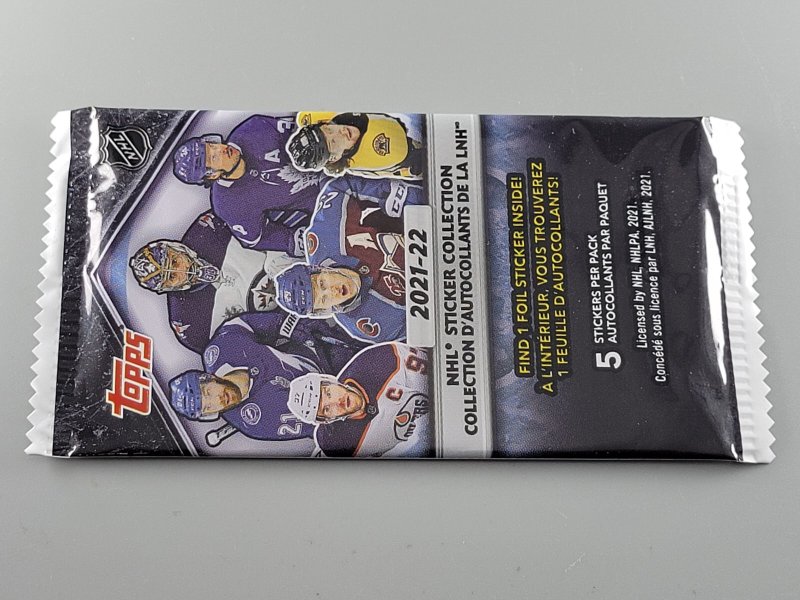 NHL
TOPPS
2021-22
NHL® STICKER COLLECTION
COLLECTION D'AUTOCOLLANTS DE LA LNH™
FIND 1 FOIL STICKER INSIDE!
À L'INTÉRIEUR, VOUS TROUVEREZ
1 FEUILLE D'AUTOCOLLANTS!
5 STICKERS PER PACK
AUTOCOLLANTS PAR PAQUET
Licensed by NHL, NHLPA, 2021.
Concédé sous licence par LNH, AJLNH, 2021.
A
C
21